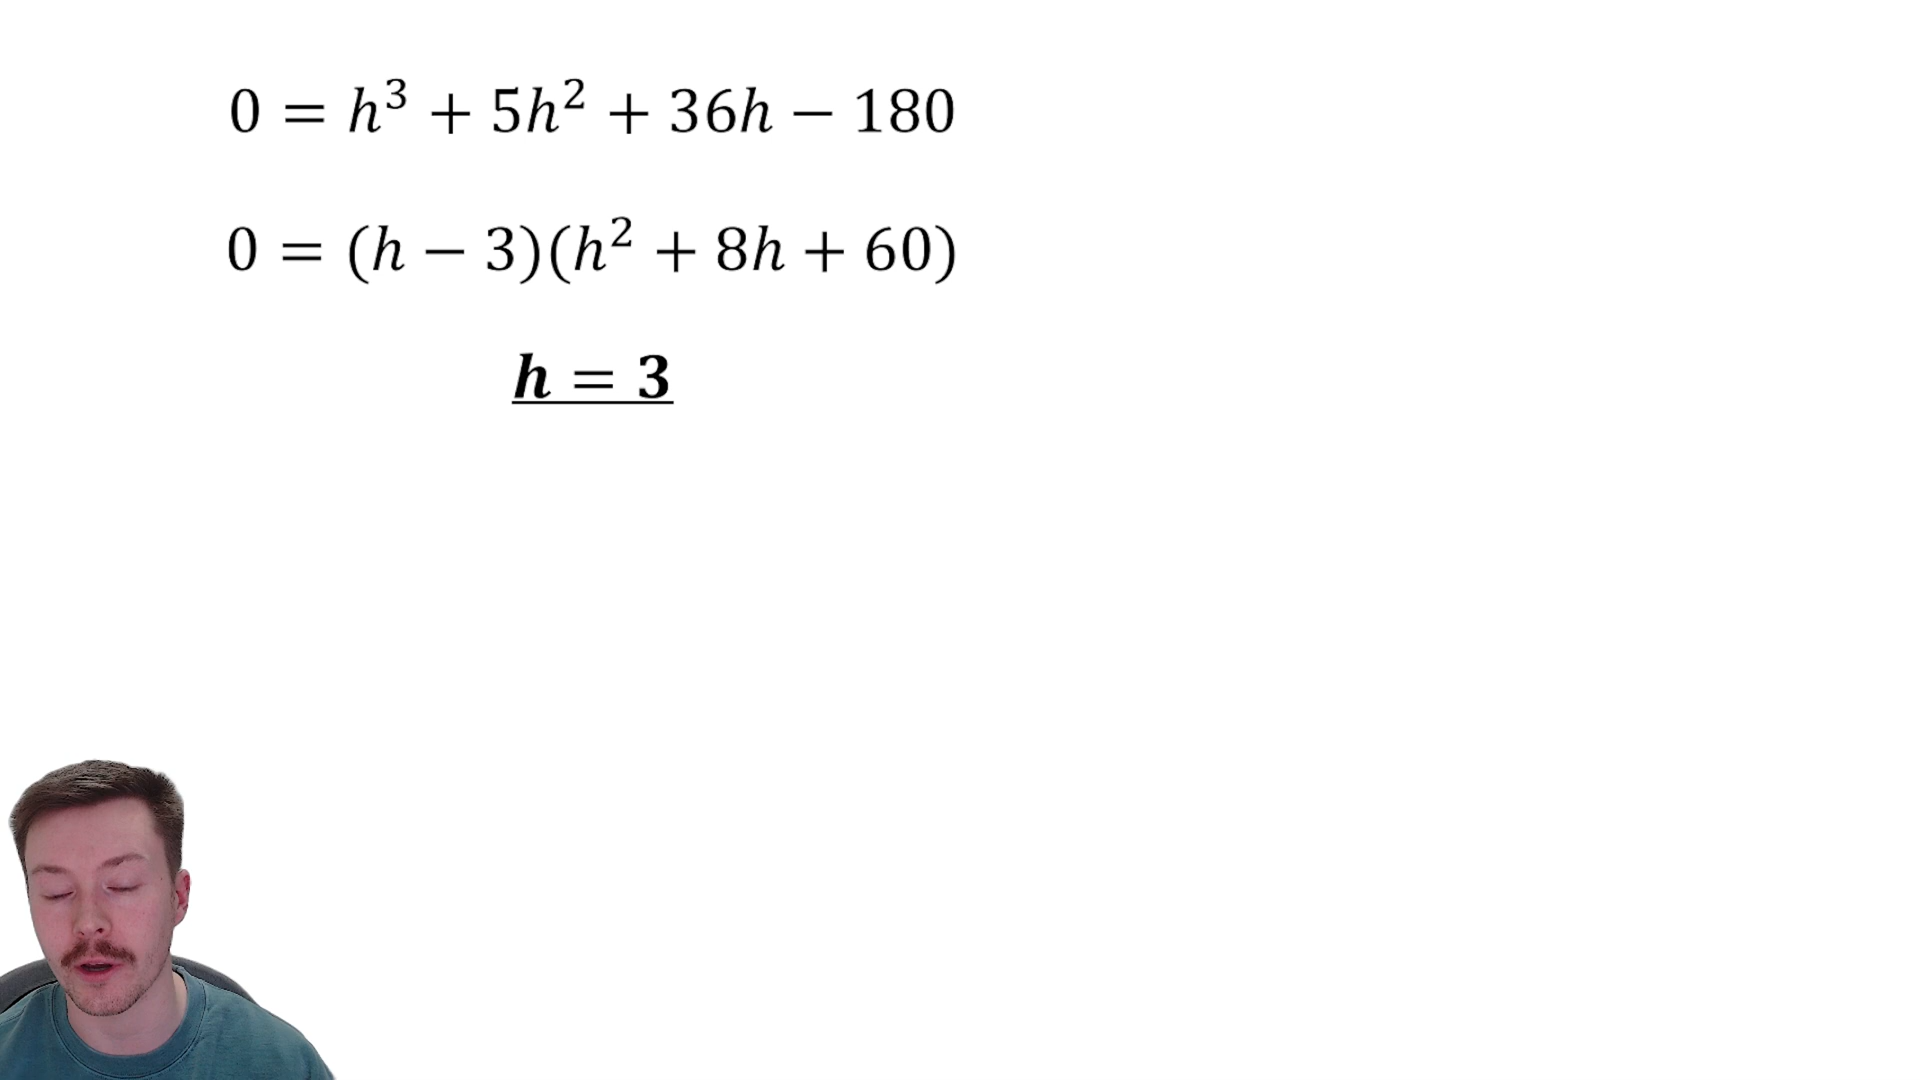 0 = h³ + 5h² + 36h − 180
0 = (h − 3)(h² + 8h + 60)
h = 3